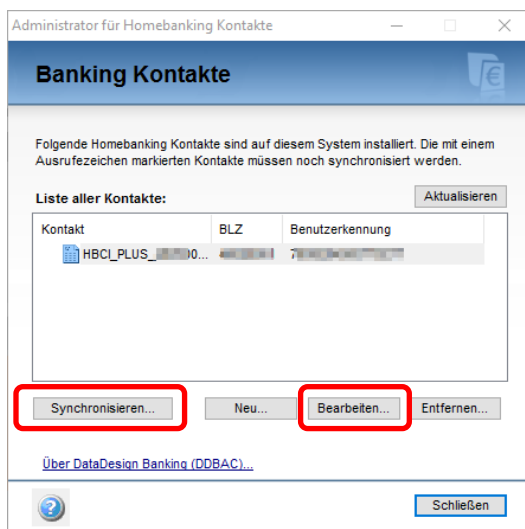 Administrator für Homebanking Kontakte
Banking Kontakte
Folgende Homebanking Kontakte sind auf diesem System installiert. Die mit einem
Ausrufezeichen markierten Kontakte müssen noch synchronisiert werden.
Liste aller Kontakte: Aktualisieren
Kontakt BLZ Benutzerkennung
HBCI_PLUS_
Synchronisieren... Neu... Bearbeiten... Entfernen...
Über DataDesign Banking (DDBAC)...
Schließen